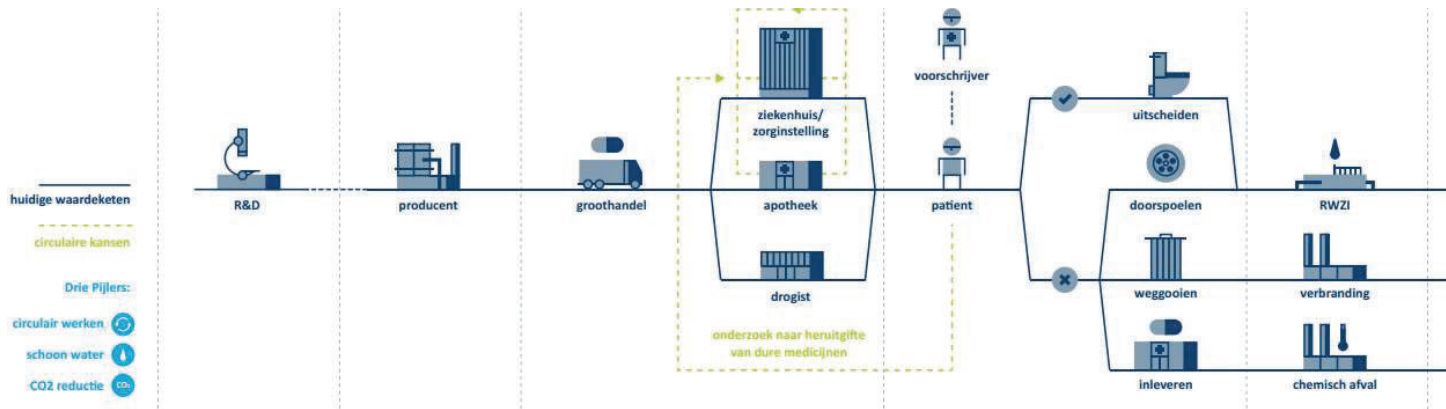 huidige waardeketen
circulaire kansen
Drie Pijlers:
circulair werken
schoon water
CO2 reductie
CO₂
R&D
producent
groothandel
ziekenhuis/
zorginstelling
apotheek
drogist
onderzoek naar heruitgifte
van dure medicijnen
voorschrijver
patient
uitscheiden
doorspoelen
weggooien
inleveren
RWZI
verbranding
chemisch afval